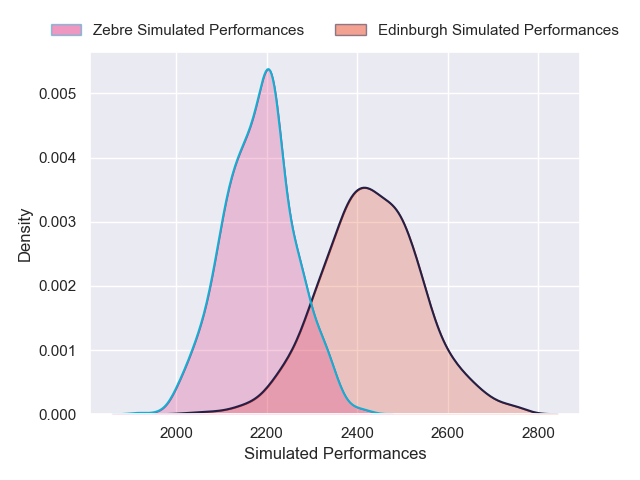 Zebre Simulated Performances Edinburgh Simulated Performances
0.005
0.004
0.003
0.002
0.001
0.000
Density
2000 2200 2400 2600 2800
Simulated Performances